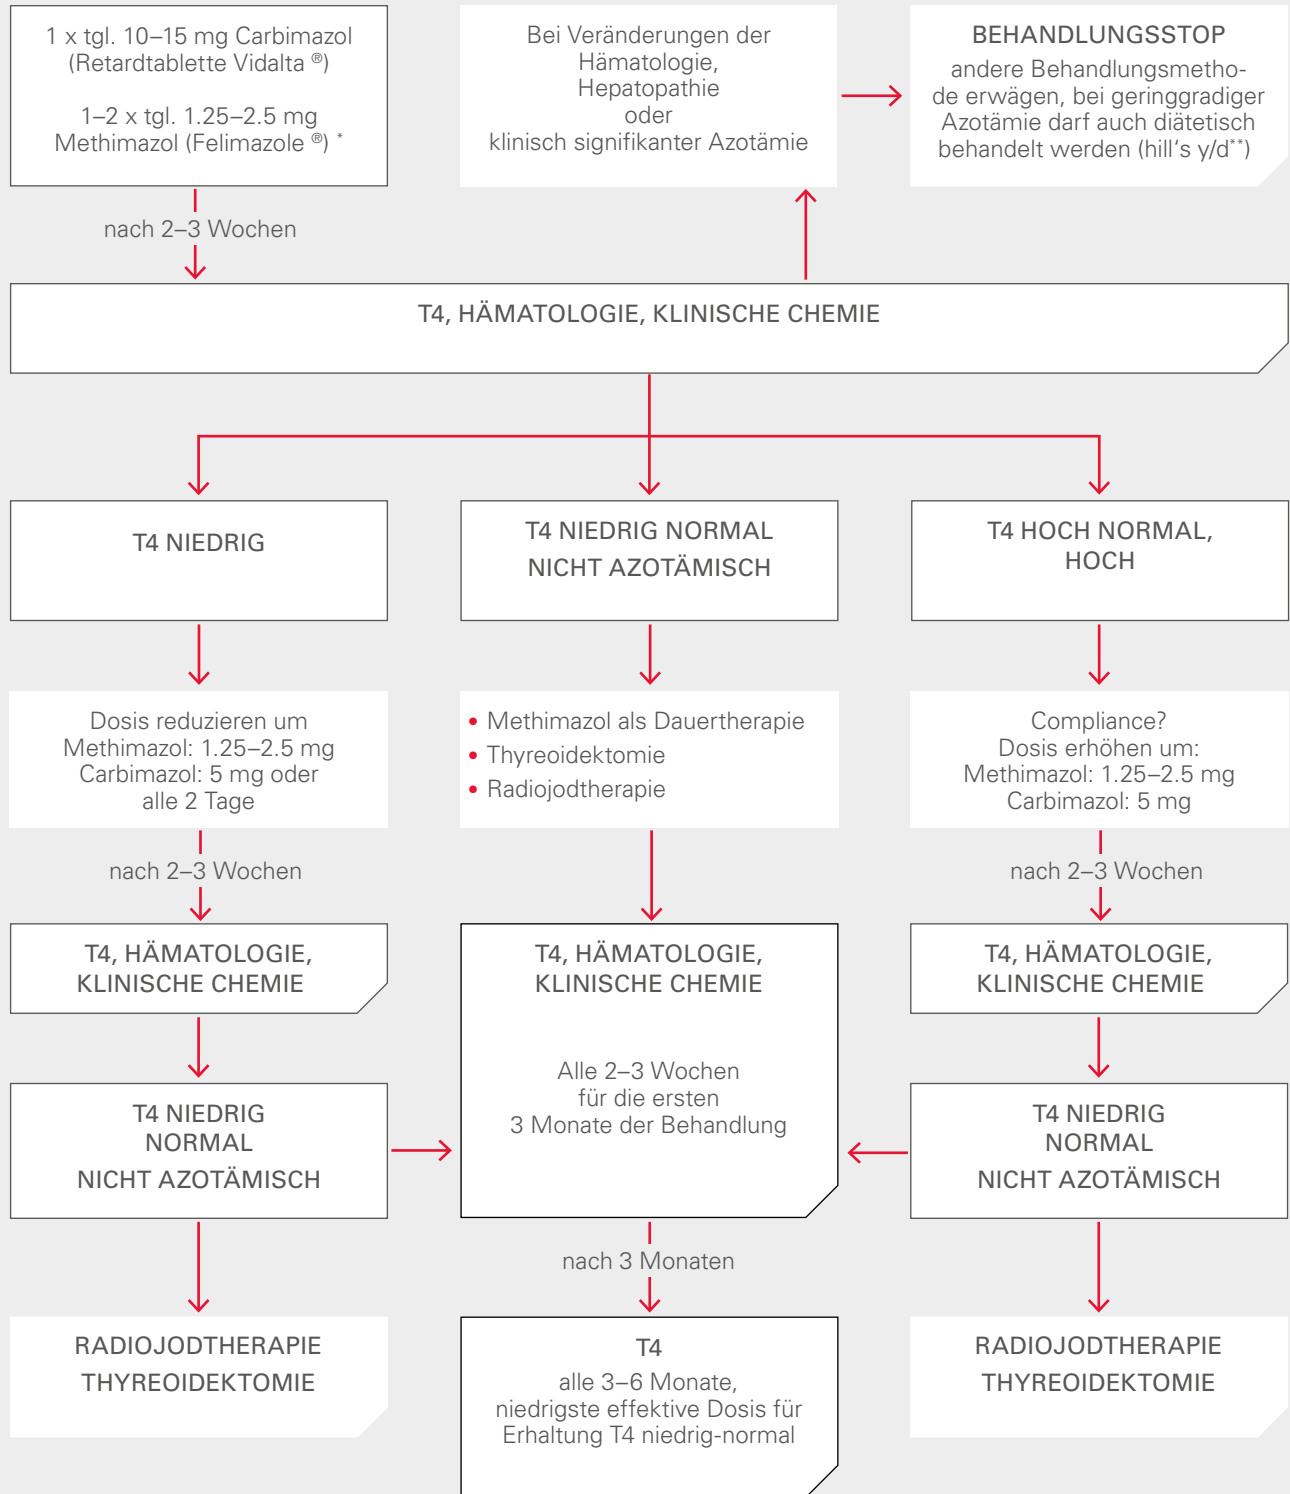 1 x tgl. 10–15 mg Carbimazol
(Retardtablette Vidalta ®)
1–2 x tgl. 1.25–2.5 mg
Methimazol (Felimazole ®) *
Bei Veränderungen der
Hämatologie,
Hepatopathie
oder
klinisch signifikanter Azotämie
BEHANDLUNGSSTOP
andere Behandlungsmetho-
de erwägen, bei geringgradiger
Azotämie darf auch diätetisch
behandelt werden (hill's y/d**)
nach 2–3 Wochen
T4, HÄMATOLOGIE, KLINISCHE CHEMIE
T4 NIEDRIG
T4 NIEDRIG NORMAL
NICHT AZOTÄMISCH
T4 HOCH NORMAL,
HOCH
Dosis reduzieren um
Methimazol: 1.25–2.5 mg
Carbimazol: 5 mg oder
alle 2 Tage
• Methimazol als Dauertherapie
• Thyreoidektomie
• Radiojodtherapie
Compliance?
Dosis erhöhen um:
Methimazol: 1.25–2.5 mg
Carbimazol: 5 mg
nach 2–3 Wochen
nach 2–3 Wochen
T4, HÄMATOLOGIE,
KLINISCHE CHEMIE
T4, HÄMATOLOGIE,
KLINISCHE CHEMIE
Alle 2–3 Wochen
für die ersten
3 Monate der Behandlung
T4, HÄMATOLOGIE,
KLINISCHE CHEMIE
T4 NIEDRIG
NORMAL
NICHT AZOTÄMISCH
T4 NIEDRIG
NORMAL
NICHT AZOTÄMISCH
nach 3 Monaten
RADIOJODTHERAPIE
THYREOIDEKTOMIE
T4
alle 3–6 Monate,
niedrigste effektive Dosis für
Erhaltung T4 niedrig-normal
RADIOJODTHERAPIE
THYREOIDEKTOMIE